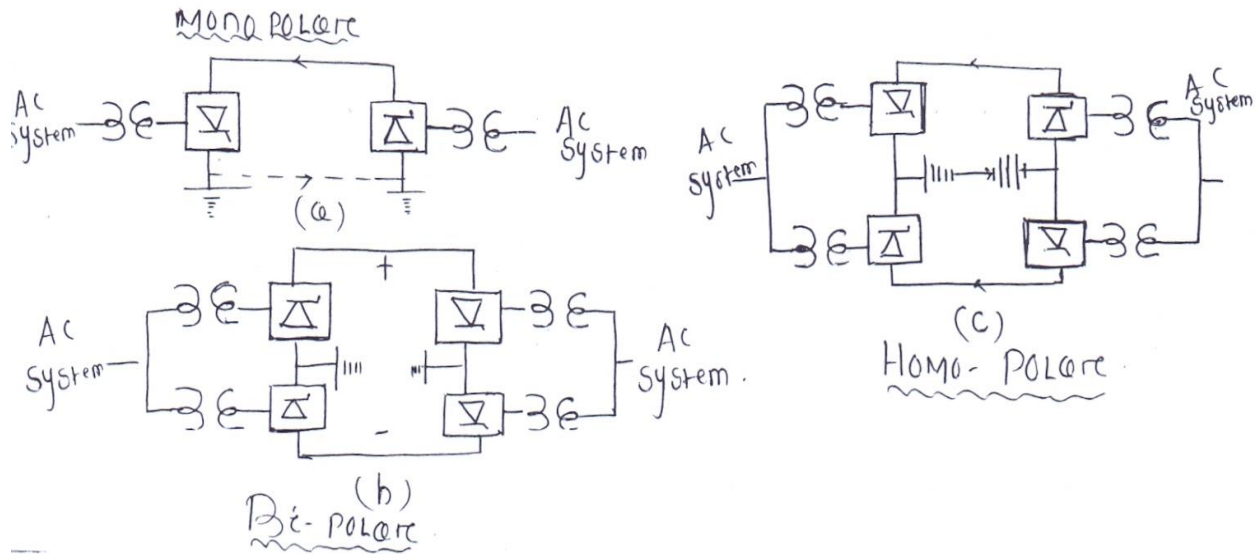 Mono Polare
AC
System
AC
System
(a)
AC
System
AC
System
(c)
Homo- Polare
AC
System
+
-
AC
System.
(b)
Bi- Polare